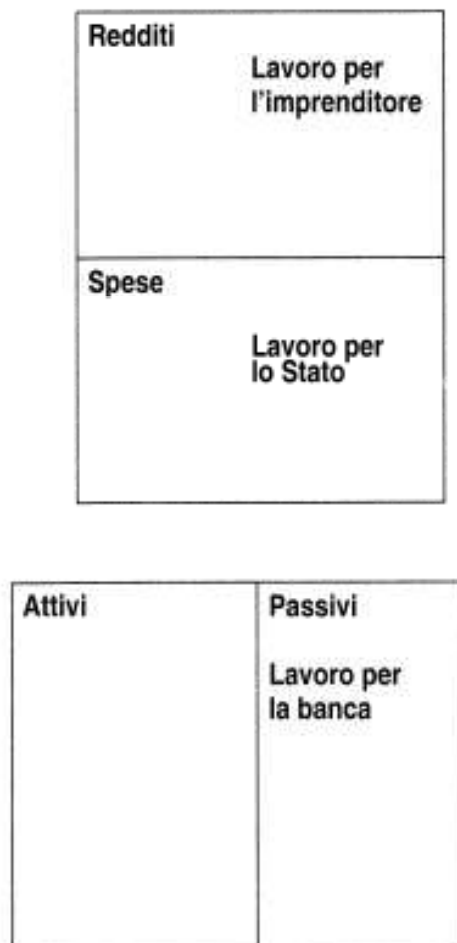 Redditi
Lavoro per
l'imprenditore
Spese
Lavoro per
lo Stato
Attivi
Passivi
Lavoro per
la banca